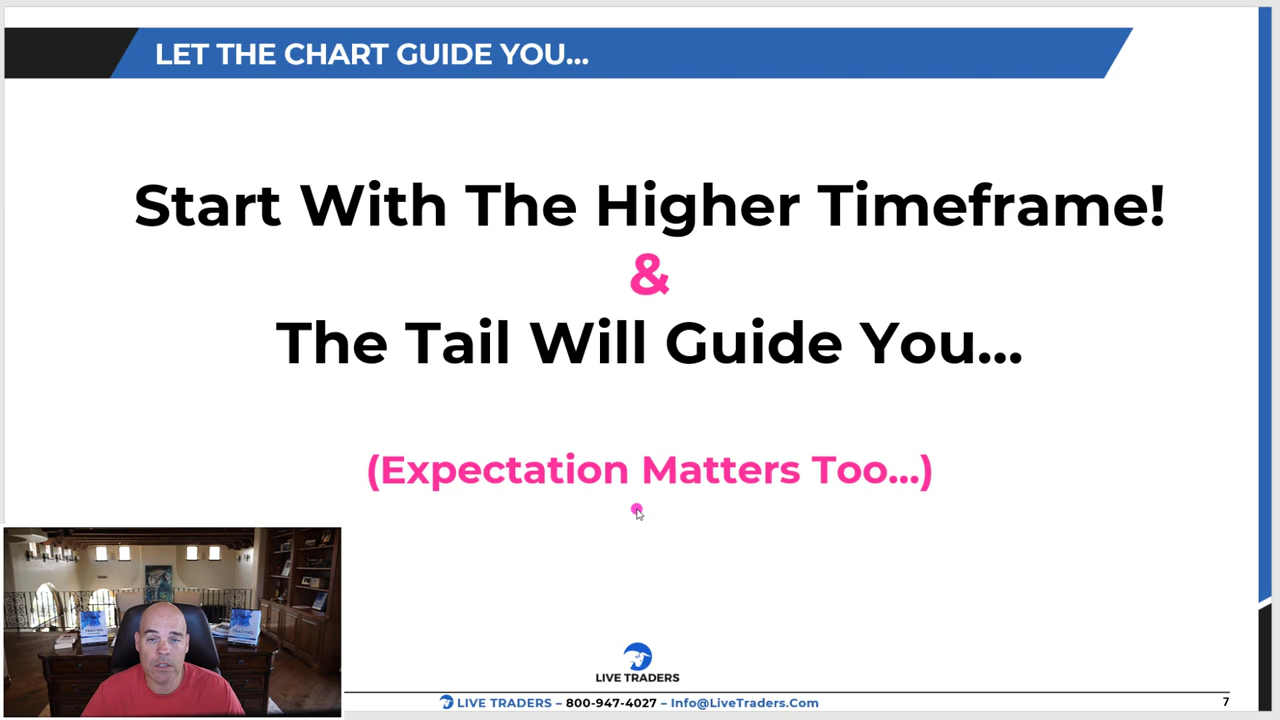 LET THE CHART GUIDE YOU...
Start With The Higher Timeframe!
&
The Tail Will Guide You...
(Expectation Matters Too...)
TRADING
LIVE TRADERS
LIVE TRADERS – 800-947-4027 – Info@LiveTraders.Com
7